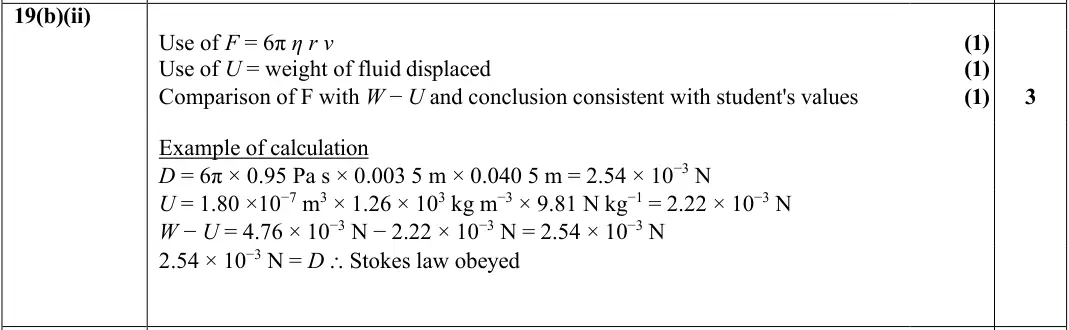 19(b)(ii)
Use of F = 6π η r v (1)
Use of U = weight of fluid displaced (1)
Comparison of F with W − U and conclusion consistent with student's values (1) 3
Example of calculation
D = 6π × 0.95 Pa s × 0.003 5 m × 0.040 5 m = 2.54 × 10⁻³ N
U = 1.80 ×10⁻⁷ m³ × 1.26 × 10³ kg m⁻³ × 9.81 N kg⁻¹ = 2.22 × 10⁻³ N
W − U = 4.76 × 10⁻³ N − 2.22 × 10⁻³ N = 2.54 × 10⁻³ N
2.54 × 10⁻³ N = D ∴ Stokes law obeyed